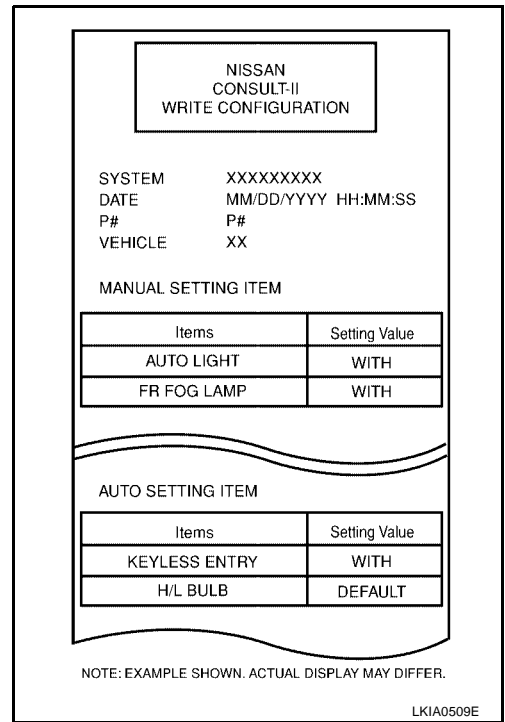 NISSAN
CONSULT-II
WRITE CONFIGURATION
SYSTEM XXXXXXXXX
DATE MM/DD/YYYY HH:MM:SS
P# P#
VEHICLE XX
MANUAL SETTING ITEM
Items Setting Value
AUTO LIGHT WITH
FR FOG LAMP WITH
AUTO SETTING ITEM
Items Setting Value
KEYLESS ENTRY WITH
H/L BULB DEFAULT
NOTE: EXAMPLE SHOWN. ACTUAL DISPLAY MAY DIFFER.
LKIA0509E